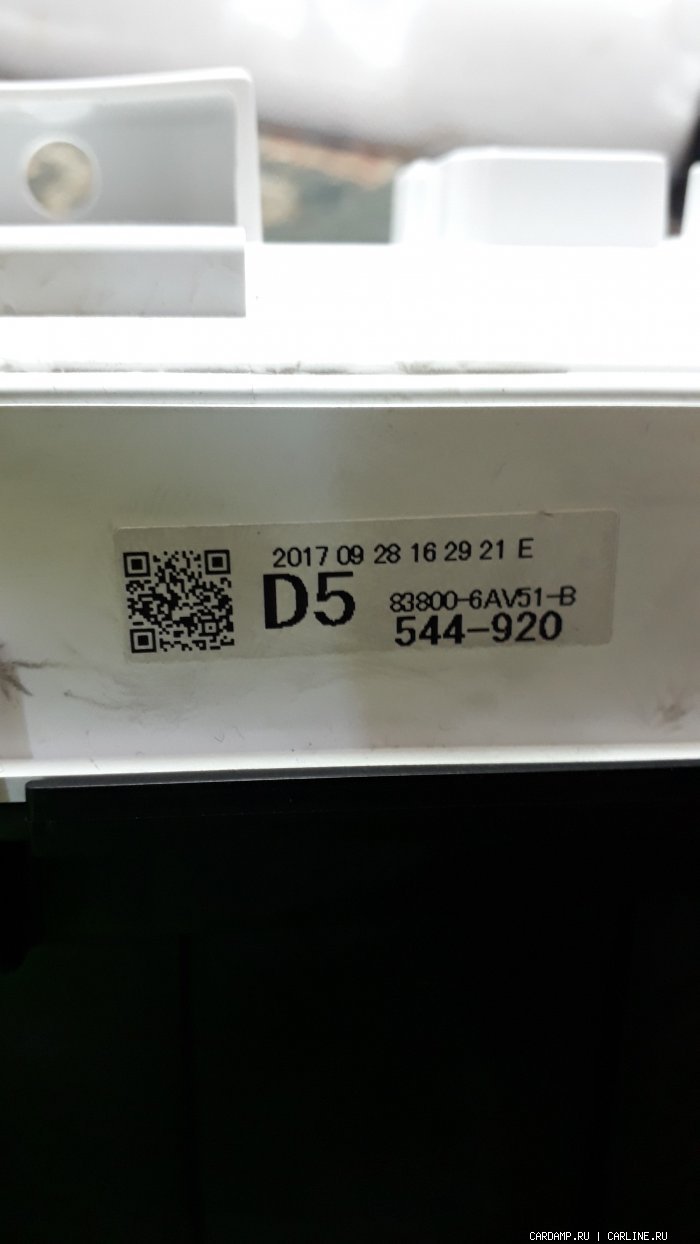 2017 09 28 16 29 21 E
D5
83800-6AV51-B
544-920
CARDAMP.RU | CARLINE.RU